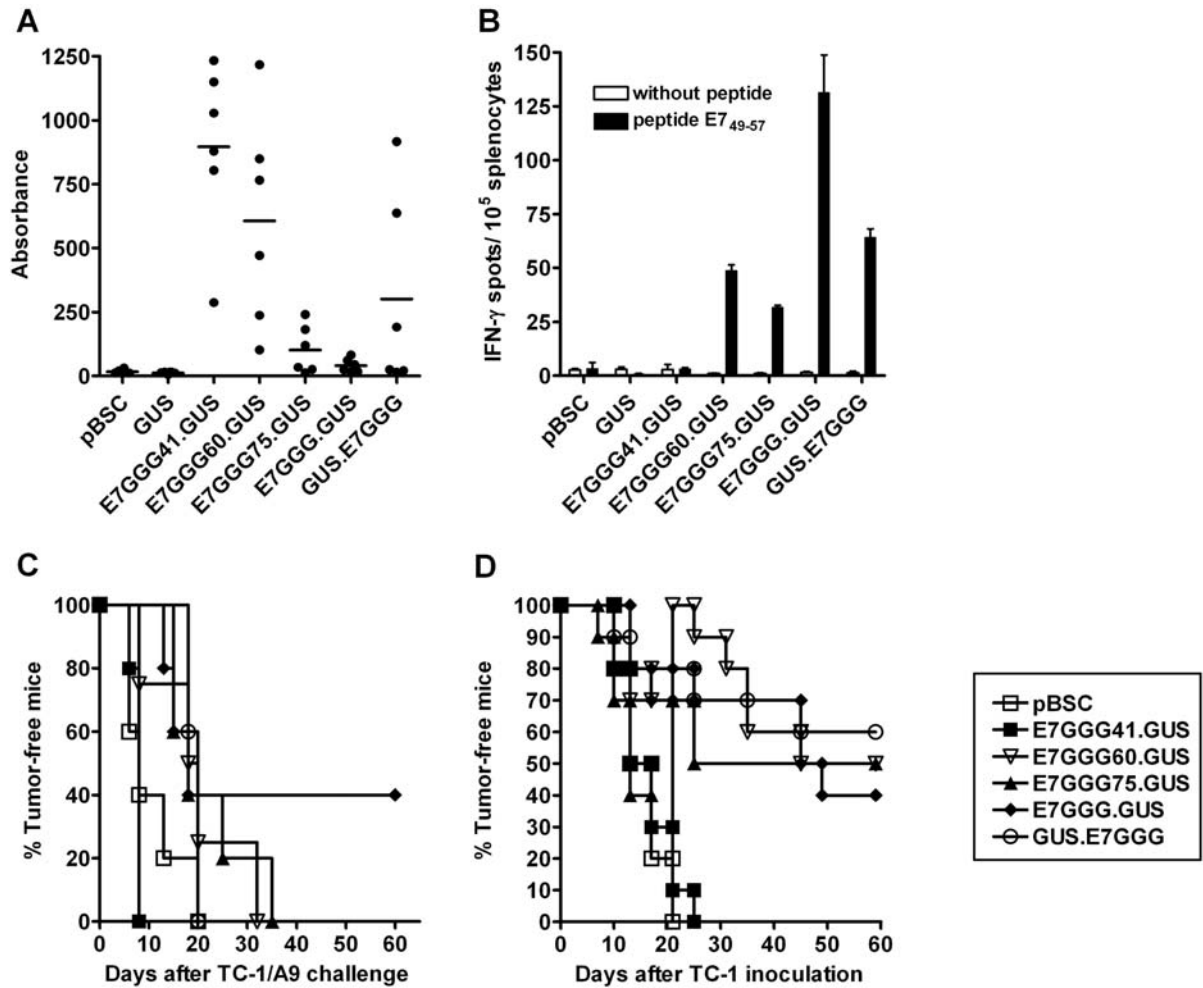 A
Absorbance
1250
1000
750
500
250
0
pBSC
GUS
E7GGG41.GUS
E7GGG60.GUS
E7GGG75.GUS
E7GGG.GUS
GUS.E7GGG
B
IFN-γ spots/ 10⁵ splenocytes
150
125
100
75
50
25
0
without peptide
peptide E7₄₉₋₅₇
pBSC
GUS
E7GGG41.GUS
E7GGG60.GUS
E7GGG75.GUS
E7GGG.GUS
GUS.E7GGG
C
% Tumor-free mice
100
80
60
40
20
0
0 10 20 30 40 50 60
Days after TC-1/A9 challenge
D
% Tumor-free mice
100
90
80
70
60
50
40
30
20
10
0
0 10 20 30 40 50 60
Days after TC-1 inoculation
pBSC
E7GGG41.GUS
E7GGG60.GUS
E7GGG75.GUS
E7GGG.GUS
GUS.E7GGG